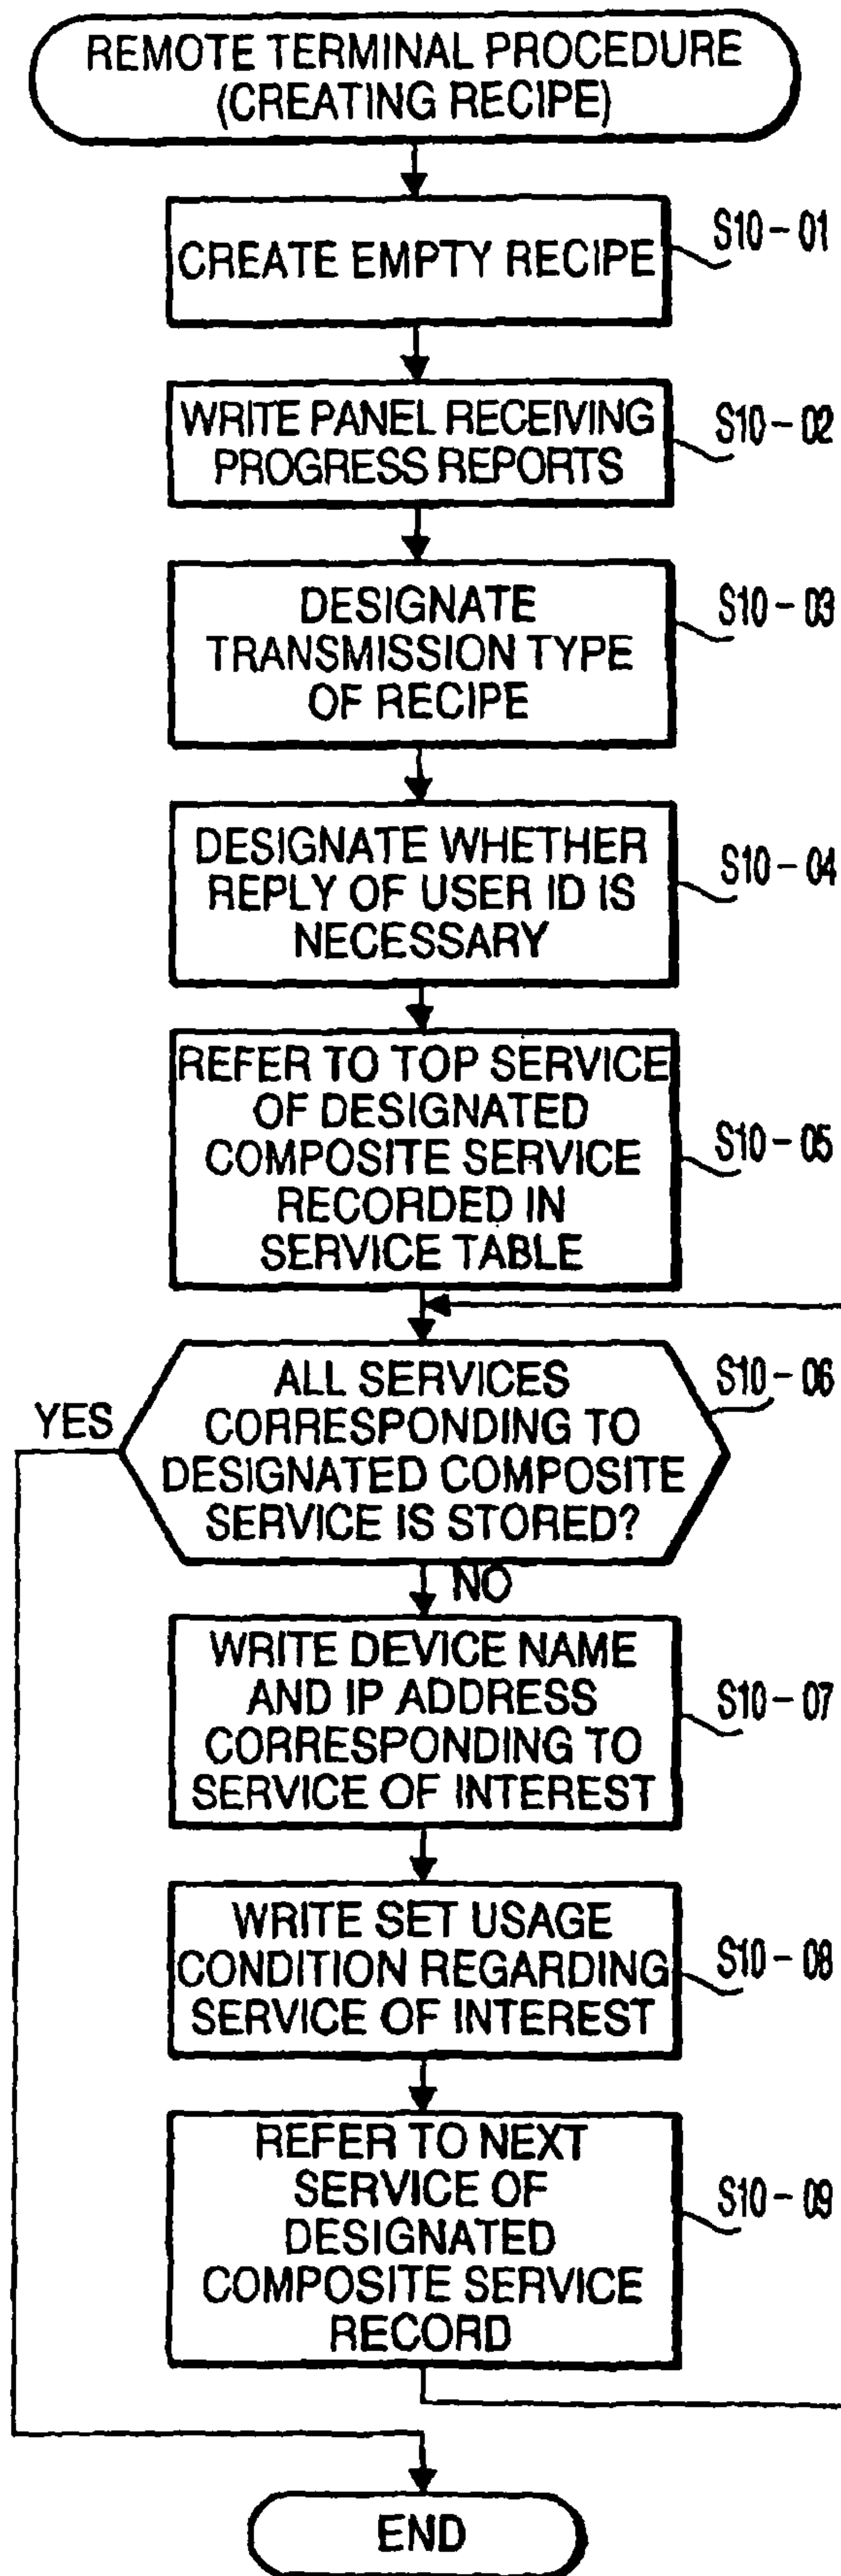 REMOTE TERMINAL PROCEDURE
(CREATING RECIPE)
CREATE EMPTY RECIPE
S10-01
WRITE PANEL RECEIVING
PROGRESS REPORTS
S10-02
DESIGNATE
TRANSMISSION TYPE
OF RECIPE
S10-03
DESIGNATE WHETHER
REPLY OF USER ID IS
NECESSARY
S10-04
REFER TO TOP SERVICE
OF DESIGNATED
COMPOSITE SERVICE
RECORDED IN
SERVICE TABLE
S10-05
ALL SERVICES
CORRESPONDING TO
DESIGNATED COMPOSITE
SERVICE IS STORED?
S10-06
YES
NO
WRITE DEVICE NAME
AND IP ADDRESS
CORRESPONDING TO
SERVICE OF INTEREST
S10-07
WRITE SET USAGE
CONDITION REGARDING
SERVICE OF INTEREST
S10-08
REFER TO NEXT
SERVICE OF
DESIGNATED
COMPOSITE SERVICE
RECORD
S10-09
END